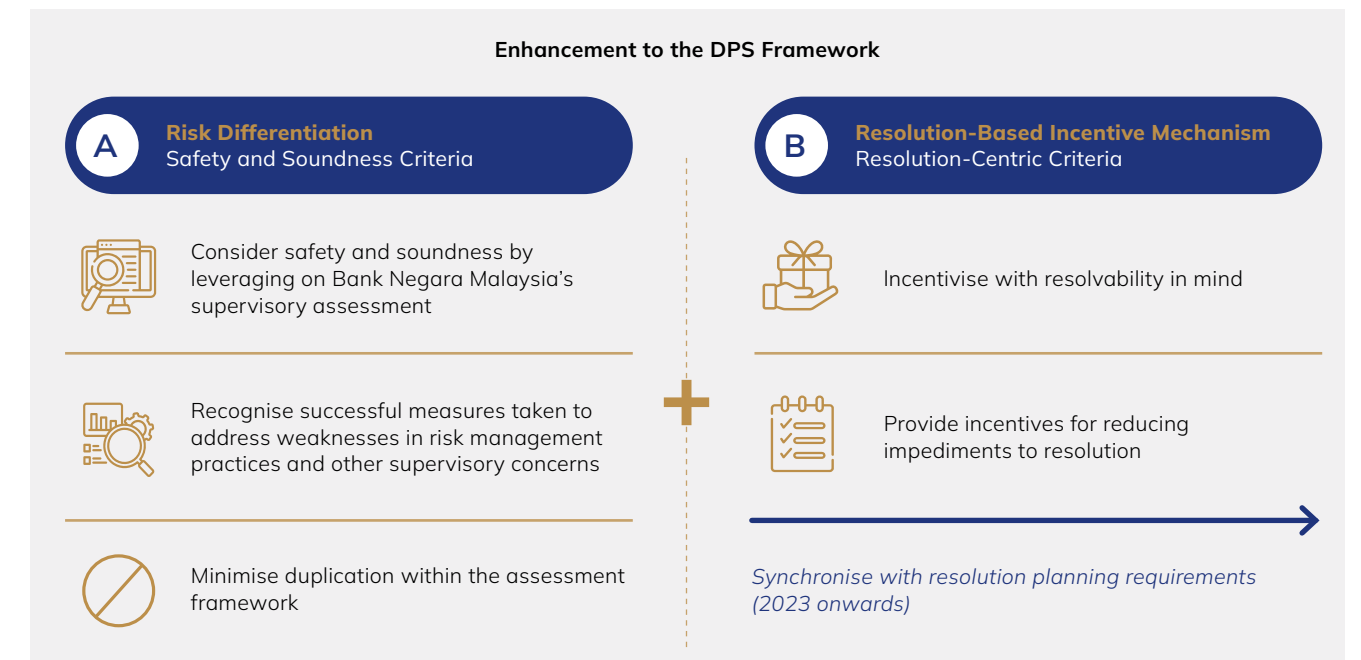 Enhancement to the DPS Framework
A
Risk Differentiation
Safety and Soundness Criteria
Consider safety and soundness by
leveraging on Bank Negara Malaysia's
supervisory assessment
Recognise successful measures taken to
address weaknesses in risk management
practices and other supervisory concerns
Minimise duplication within the assessment
framework
+
B
Resolution-Based Incentive Mechanism
Resolution-Centric Criteria
Incentivise with resolvability in mind
Provide incentives for reducing
impediments to resolution
Synchronise with resolution planning requirements
(2023 onwards)